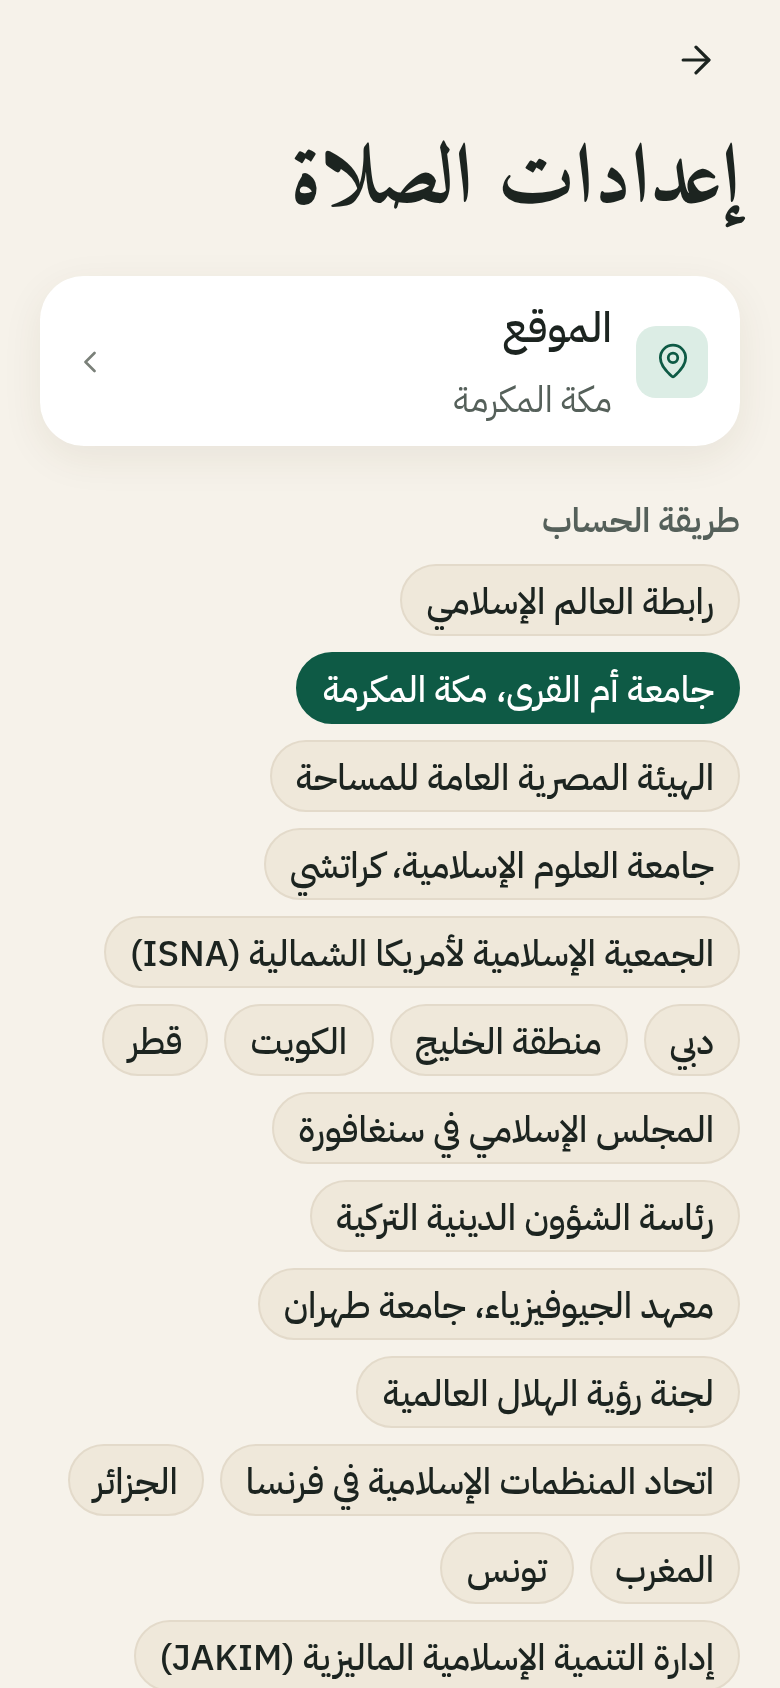 إعدادات الصلاة
الموقع
مكة المكرمة
طريقة الحساب
رابطة العالم الإسلامي
جامعة أم القرى، مكة المكرمة
الهيئة المصرية العامة للمساحة
جامعة العلوم الإسلامية، كراتشي
الجمعية الإسلامية لأمريكا الشمالية (ISNA)
دبي منطقة الخليج الكويت قطر
المجلس الإسلامي في سنغافورة
رئاسة الشؤون الدينية التركية
معهد الجيوفيزياء، جامعة طهران
لجنة رؤية الهلال العالمية
اتحاد المنظمات الإسلامية في فرنسا الجزائر
المغرب تونس
إدارة التنمية الإسلامية الماليزية (JAKIM)